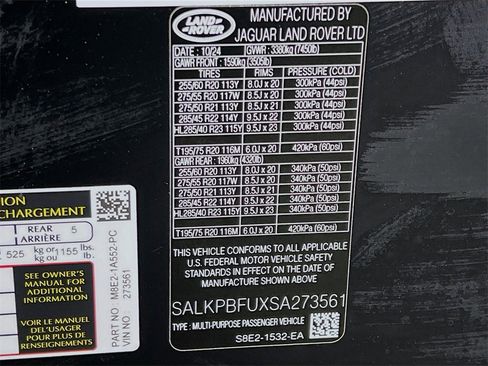 LAND
ROVER
MANUFACTURED BY
JAGUAR LAND ROVER LTD
DATE : 10/24 GVWR : 3380kg (7450lb)
GAWR FRONT : 1590kg (3505lb)
TIRES RIMS PRESSURE (COLD)
255/60 R20 113Y 8.0J x 20 300kPa (44psi)
275/55 R20 117W 8.5J x 20 300kPa (44psi)
275/50 R21 113Y 8.5J x 21 300kPa (44psi)
285/45 R22 114Y 9.5J x 22 300kPa (44psi)
HL285/40 R23 115Y 9.5J x 23 300kPa (44psi)
T195/75 R20 116M 6.0J x 20 420kPa (60psi)
GAWR REAR : 1960kg (4320lb)
255/60 R20 113Y 8.0J x 20 340kPa (50psi)
275/55 R20 117W 8.5J x 20 340kPa (50psi)
275/50 R21 113Y 8.5J x 21 340kPa (50psi)
285/45 R22 114Y 9.5J x 22 340kPa (50psi)
HL285/40 R23 115Y 9.5J x 23 340kPa (50psi)
T195/75 R20 116M 6.0J x 20 420kPa (60psi)
THIS VEHICLE CONFORMS TO ALL APPLICABLE
U.S. FEDERAL MOTOR VEHICLE SAFETY STANDARDS
IN EFFECT ON THE DATE OF MANUFACTURE SHOWN ABOVE.
SALKPBFUXSA273561
TYPE : MULTI-PURPOSE PASSENGER VEHICLE
S8E2-1532-EA
TION
CHARGEMENT
REAR 5
ARRIÈRE
525 kg or 1155 lbs.
kg ou lb.
SEE OWNER'S
MANUAL FOR
ADDITIONAL
INFORMATION
VOIR LE MANUEL
DE L'USAGER
POUR PLUS DE
RENSEIGNEMENTS
PART NO M8E2-1A552-PC
VIN NO 273561